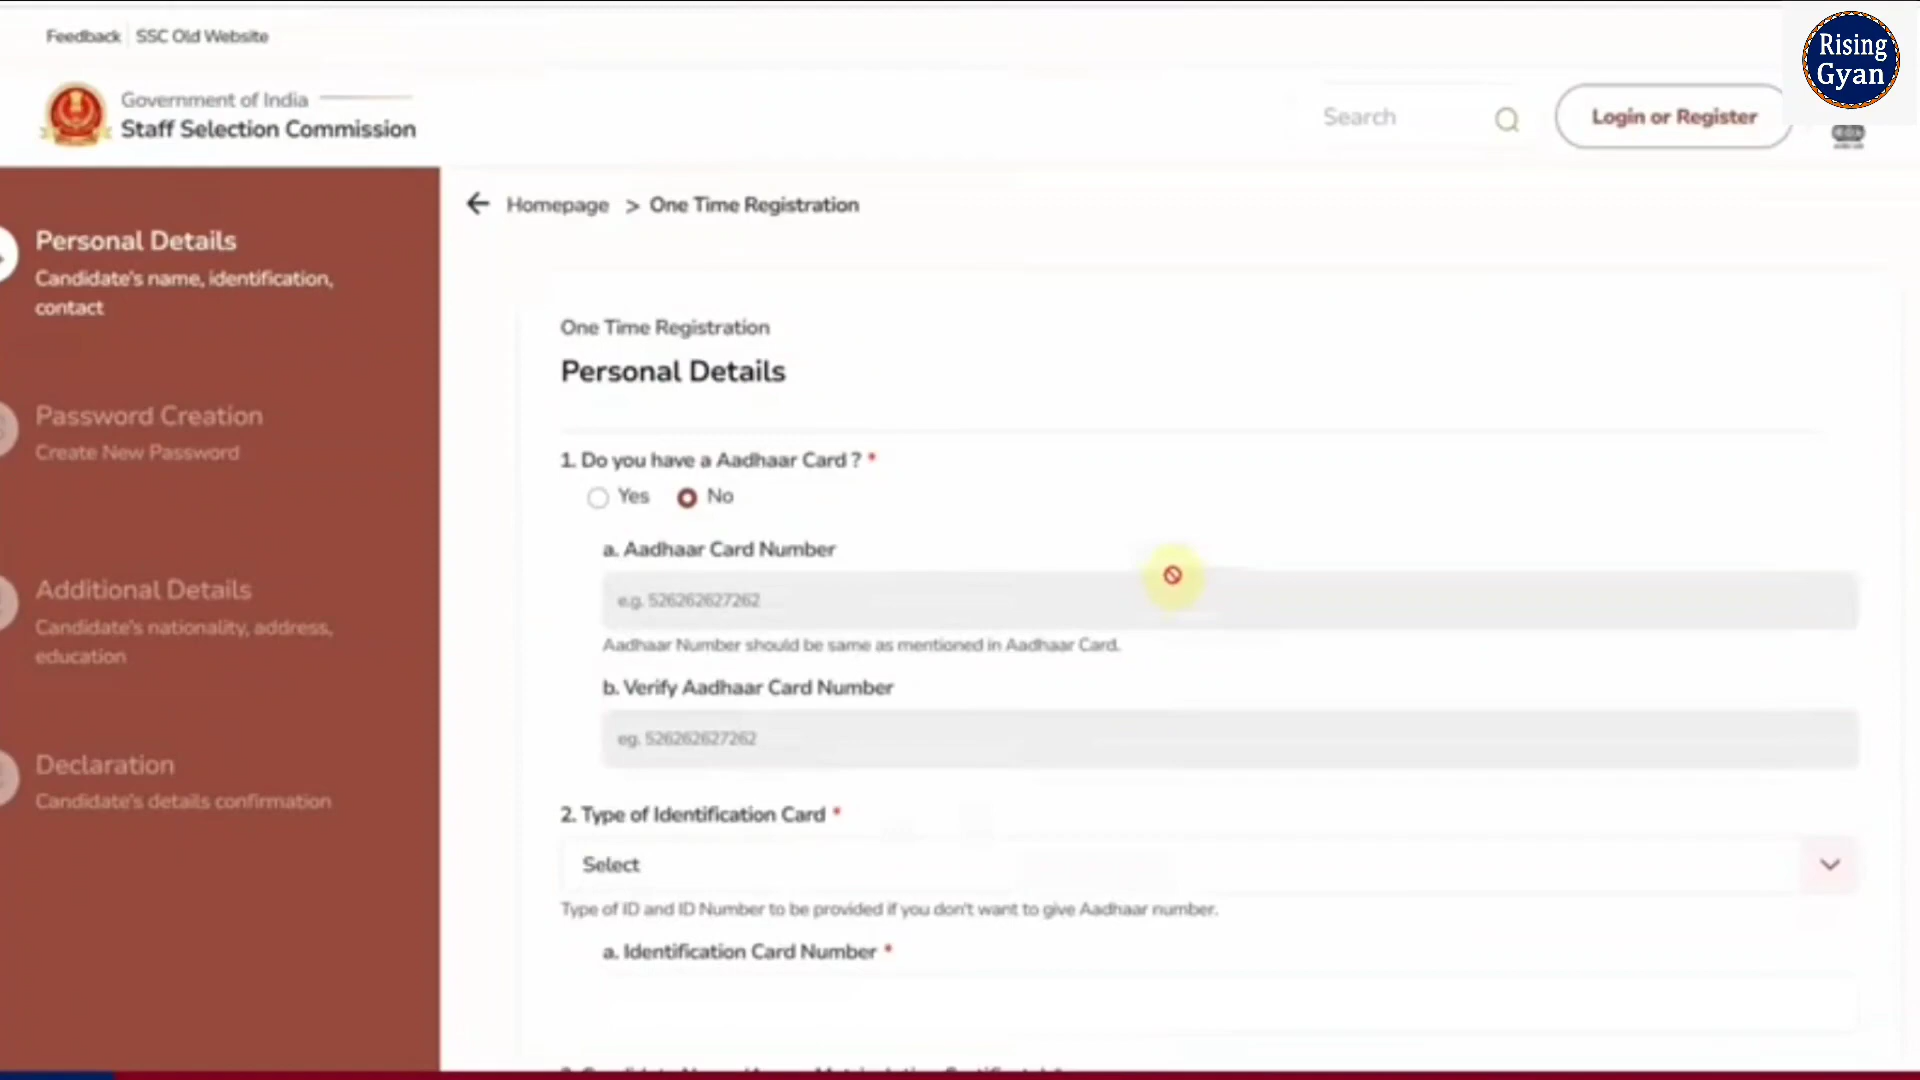 Feedback SSC Old Website
Rising
Gyan
Government of India
Staff Selection Commission
Search
Login or Register
Homepage > One Time Registration
Personal Details
Candidate's name, identification,
contact
Password Creation
Create New Password
Additional Details
Candidate's nationality, address,
education
Declaration
Candidate's details confirmation
One Time Registration
Personal Details
1. Do you have a Aadhaar Card ? *
Yes No
a. Aadhaar Card Number
e.g. 526262627262
Aadhaar Number should be same as mentioned in Aadhaar Card.
b. Verify Aadhaar Card Number
eg. 526262627262
2. Type of Identification Card *
Select
Type of ID and ID Number to be provided if you don't want to give Aadhaar number.
a. Identification Card Number *